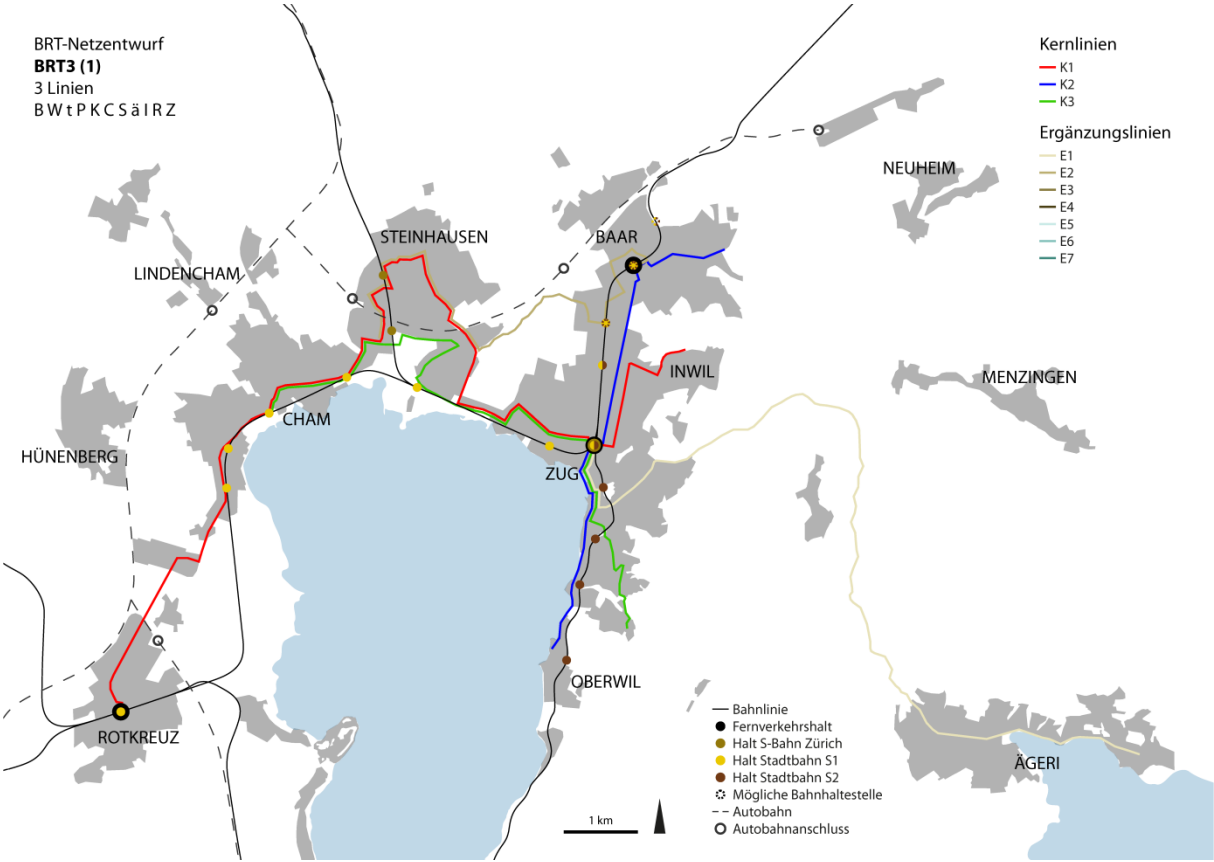 BRT-Netzentwurf
BRT3 (1)
3 Linien
B W t P K C S ä I R Z
Kernlinien
K1
K2
K3
Ergänzungslinien
E1
E2
E3
E4
E5
E6
E7
NEUHEIM
STEINHAUSEN
BAAR
LINDENCHAM
INWIL
MENZINGEN
CHAM
HÜNENBERG
ZUG
OBERWIL
ROTKREUZ
ÄGERI
Bahnlinie
Fernverkehrshalt
Halt S-Bahn Zürich
Halt Stadtbahn S1
Halt Stadtbahn S2
Mögliche Bahnhaltestelle
Autobahn
Autobahnanschluss
1 km